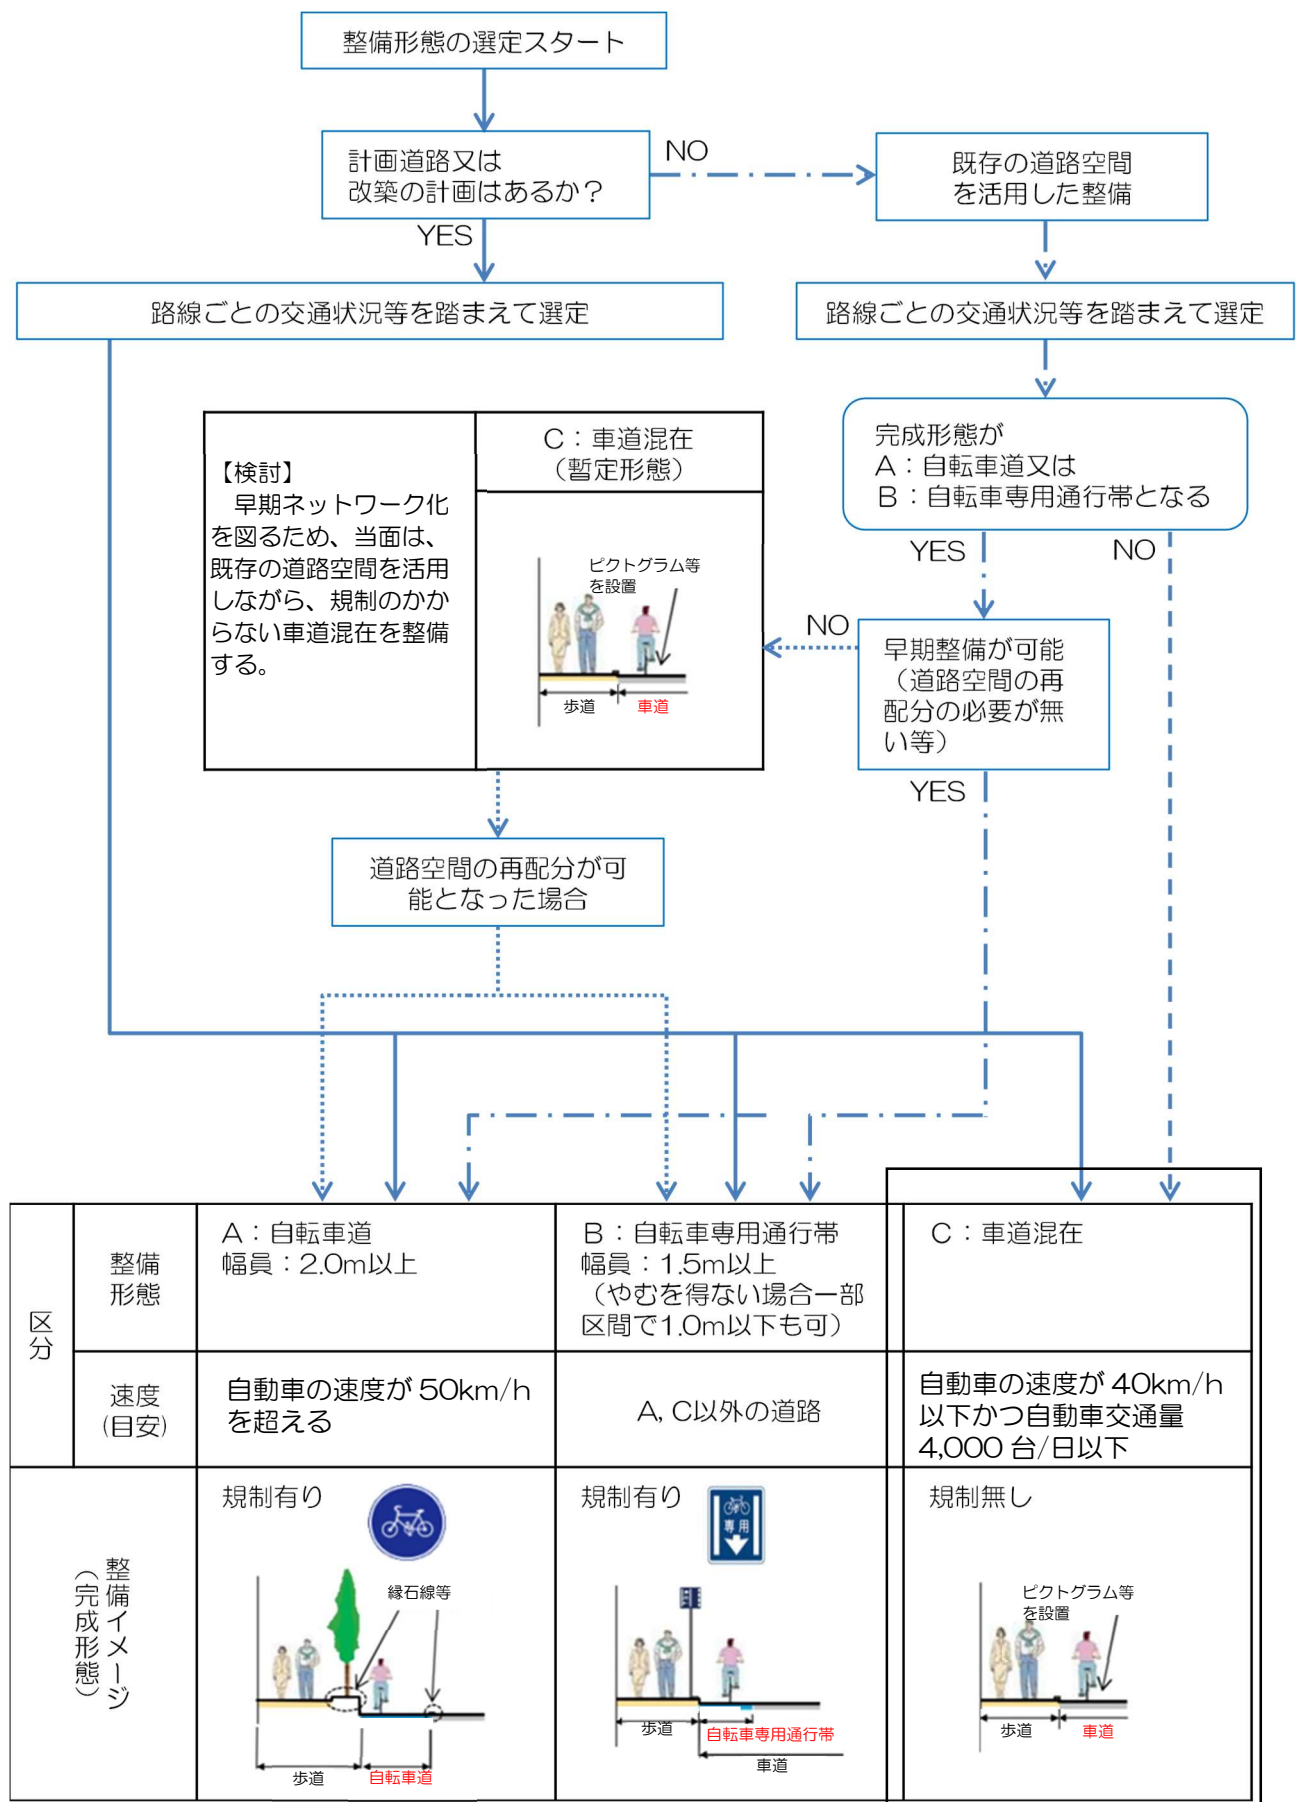 整備形態の選定スタート
計画道路又は
改築の計画はあるか？
NO
既存の道路空間
を活用した整備
YES
路線ごとの交通状況等を踏まえて選定
路線ごとの交通状況等を踏まえて選定
完成形態が
A：自転車道又は
B：自転車専用通行帯となる
YES
NO
【検討】
早期ネットワーク化
を図るため、当面は、
既存の道路空間を活用
しながら、規制のかか
らない車道混在を整備
する。
C：車道混在
（暫定形態）
ピクトグラム等
を設置
歩道
車道
NO
早期整備が可能
（道路空間の再
配分の必要が無
い等）
YES
道路空間の再配分が可
能となった場合
区分
整備
形態
A：自転車道
幅員：2.0m以上
B：自転車専用通行帯
幅員：1.5m以上
（やむを得ない場合一部
区間で1.0m以下も可）
C：車道混在
速度
(目安)
自動車の速度が 50km/h
を超える
A, C以外の道路
自動車の速度が 40km/h
以下かつ自動車交通量
4,000 台/日以下
整備イメージ
（完成形態）
規制有り
縁石線等
歩道
自転車道
規制有り
専用
歩道
自転車専用通行帯
車道
規制無し
ピクトグラム等
を設置
歩道
車道